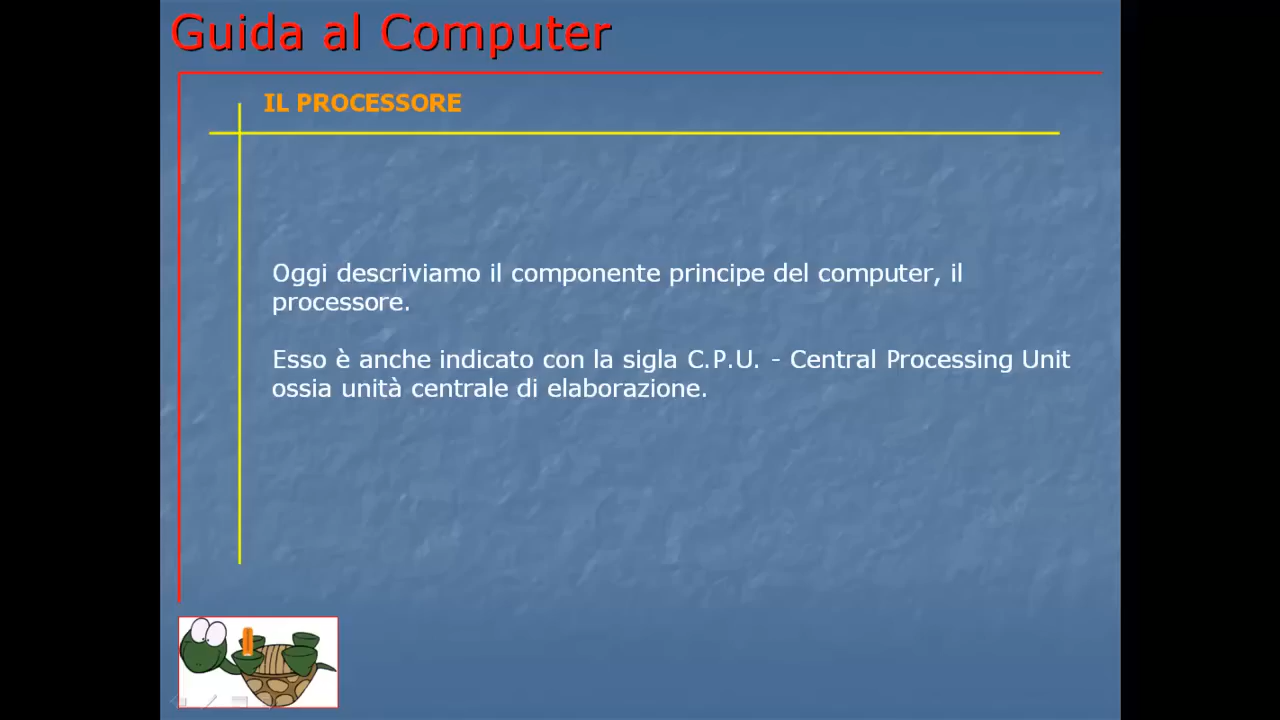 Guida al Computer
IL PROCESSORE
Oggi descriviamo il componente principe del computer, il
processore.
Esso è anche indicato con la sigla C.P.U. - Central Processing Unit
ossia unità centrale di elaborazione.